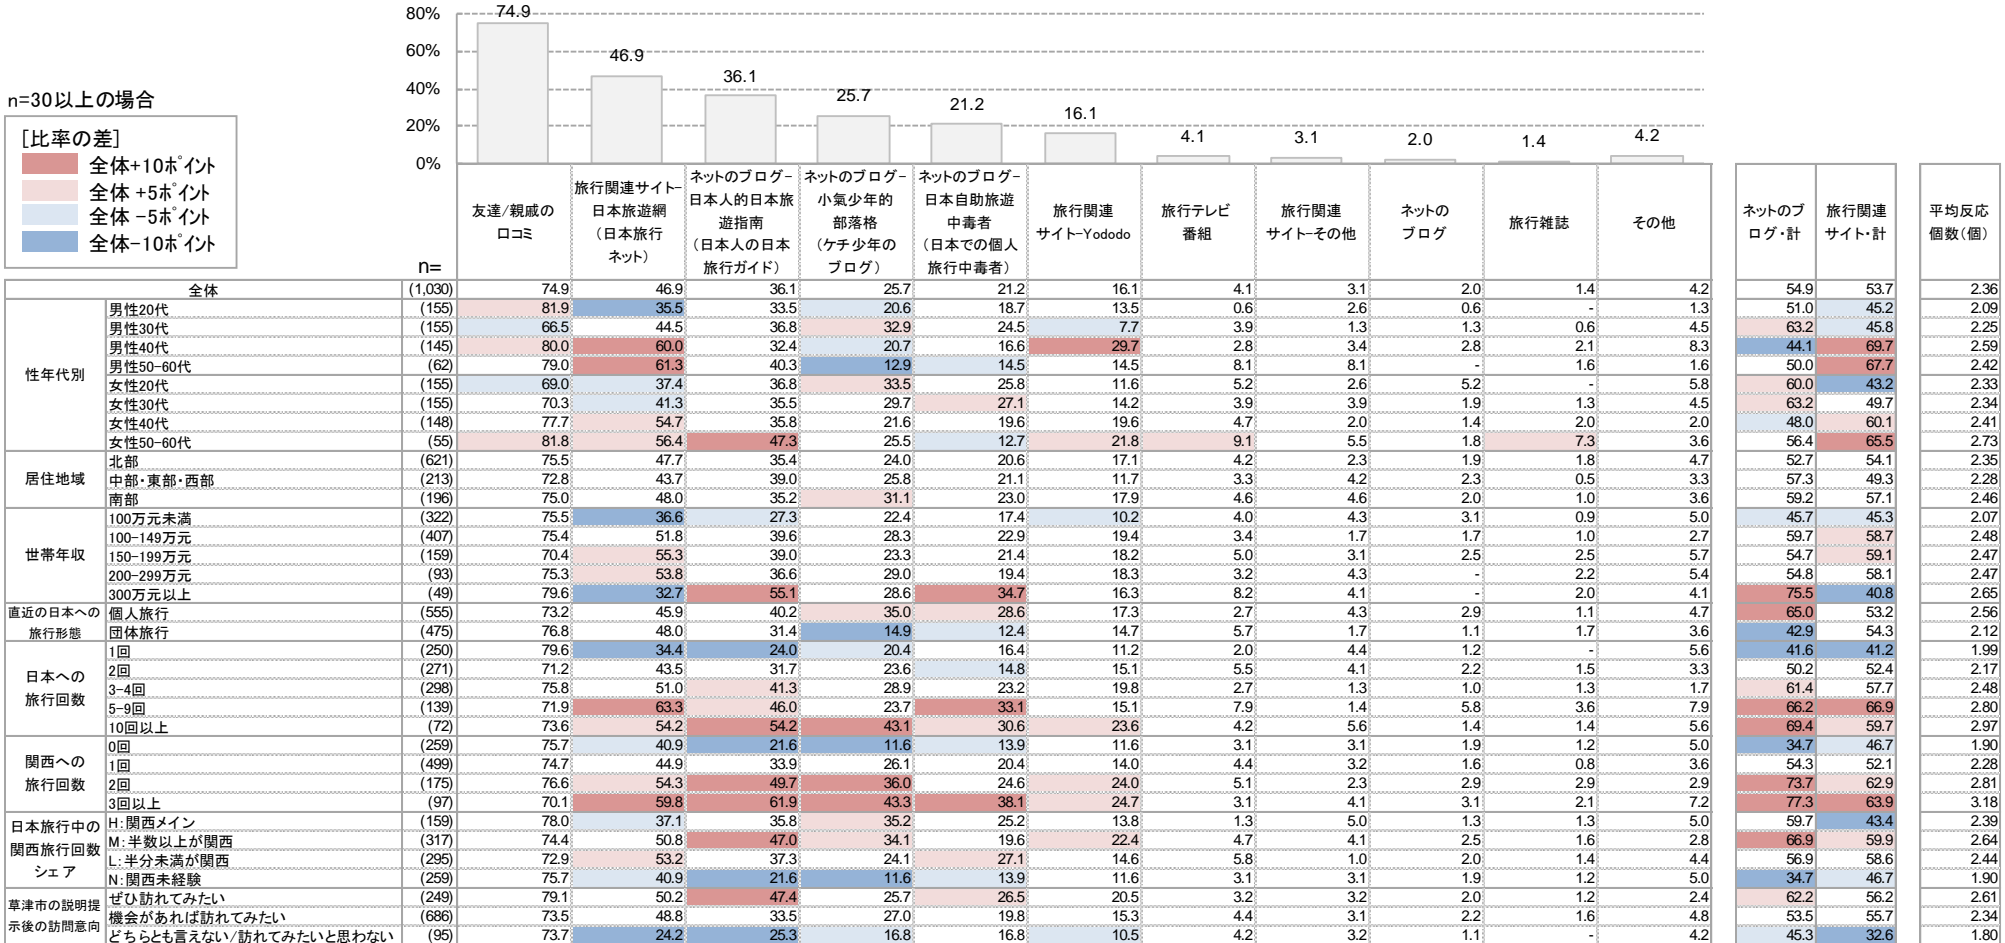 80%
60%
40%
20%
0%
74.9
46.9
36.1
25.7
21.2
16.1
4.1
3.1
2.0
1.4
4.2
n=30以上の場合
[比率の差]
全体+10ポイント
全体 +5ポイント
全体 -5ポイント
全体-10ポイント
n=
友達/親戚の
口コミ
旅行関連サイト-
日本旅遊網
(日本旅行
ネット)
ネットのブログ-
日本人的日本旅
遊指南
(日本人の日本
旅行ガイド)
ネットのブログ-
小氣少年的
部落格
(ケチ少年の
ブログ)
ネットのブログ-
日本自助旅遊
中毒者
(日本での個人
旅行中毒者)
旅行関連
サイト-Yododo
旅行テレビ
番組
旅行関連
サイト-その他
ネットの
ブログ
旅行雑誌
その他
ネットのブ
ログ・計
旅行関連
サイト・計
平均反応
個数(個)
全体 (1,030) 74.9 46.9 36.1 25.7 21.2 16.1 4.1 3.1 2.0 1.4 4.2 54.9 53.7 2.36
性年代別
男性20代 (155) 81.9 35.5 33.5 20.6 18.7 13.5 0.6 2.6 0.6 - 1.3 51.0 45.2 2.09
男性30代 (155) 66.5 44.5 36.8 32.9 24.5 7.7 3.9 1.3 1.3 0.6 4.5 63.2 45.8 2.25
男性40代 (145) 80.0 60.0 32.4 20.7 16.6 29.7 2.8 3.4 2.8 2.1 8.3 44.1 69.7 2.59
男性50-60代 (62) 79.0 61.3 40.3 12.9 14.5 14.5 8.1 8.1 - 1.6 1.6 50.0 67.7 2.42
女性20代 (155) 69.0 37.4 36.8 33.5 25.8 11.6 5.2 2.6 5.2 - 5.8 60.0 43.2 2.33
女性30代 (155) 70.3 41.3 35.5 29.7 27.1 14.2 3.9 3.9 1.9 1.3 4.5 63.2 49.7 2.34
女性40代 (148) 77.7 54.7 35.8 21.6 19.6 19.6 4.7 2.0 1.4 2.0 2.0 48.0 60.1 2.41
女性50-60代 (55) 81.8 56.4 47.3 25.5 12.7 21.8 9.1 5.5 1.8 7.3 3.6 56.4 65.5 2.73
居住地域
北部 (621) 75.5 47.7 35.4 24.0 20.6 17.1 4.2 2.3 1.9 1.8 4.7 52.7 54.1 2.35
中部・東部・西部 (213) 72.8 43.7 39.0 25.8 21.1 11.7 3.3 4.2 2.3 0.5 3.3 57.3 49.3 2.28
南部 (196) 75.0 48.0 35.2 31.1 23.0 17.9 4.6 4.6 2.0 1.0 3.6 59.2 57.1 2.46
世帯年収
100万元未満 (322) 75.5 36.6 27.3 22.4 17.4 10.2 4.0 4.3 3.1 0.9 5.0 45.7 45.3 2.07
100-149万元 (407) 75.4 51.8 39.6 28.3 22.9 19.4 3.4 1.7 1.7 1.0 2.7 59.7 58.7 2.48
150-199万元 (159) 70.4 55.3 39.0 23.3 21.4 18.2 5.0 3.1 2.5 2.5 5.7 54.7 59.1 2.47
200-299万元 (93) 75.3 53.8 36.6 29.0 19.4 18.3 3.2 4.3 - 2.2 5.4 54.8 58.1 2.47
300万元以上 (49) 79.6 32.7 55.1 28.6 34.7 16.3 8.2 4.1 - 2.0 4.1 75.5 40.8 2.65
直近の日本への
旅行形態
個人旅行 (555) 73.2 45.9 40.2 35.0 28.6 17.3 2.7 4.3 2.9 1.1 4.7 65.0 53.2 2.56
団体旅行 (475) 76.8 48.0 31.4 14.9 12.4 14.7 5.7 1.7 1.1 1.7 3.6 42.9 54.3 2.12
日本への
旅行回数
1回 (250) 79.6 34.4 24.0 20.4 16.4 11.2 2.0 4.4 1.2 - 5.6 41.6 41.2 1.99
2回 (271) 71.2 43.5 31.7 23.6 14.8 15.1 5.5 4.1 2.2 1.5 3.3 50.2 52.4 2.17
3-4回 (298) 75.8 51.0 41.3 28.9 23.2 19.8 2.7 1.3 1.0 1.3 1.7 61.4 57.7 2.48
5-9回 (139) 71.9 63.3 46.0 23.7 33.1 15.1 7.9 1.4 5.8 3.6 7.9 66.2 66.9 2.80
10回以上 (72) 73.6 54.2 54.2 43.1 30.6 23.6 4.2 5.6 1.4 1.4 5.6 69.4 59.7 2.97
関西への
旅行回数
0回 (259) 75.7 40.9 21.6 11.6 13.9 11.6 3.1 3.1 1.9 1.2 5.0 34.7 46.7 1.90
1回 (499) 74.7 44.9 33.9 26.1 20.4 14.0 4.4 3.2 1.6 0.8 3.6 54.3 52.1 2.28
2回 (175) 76.6 54.3 49.7 36.0 24.6 24.0 5.1 2.3 2.9 2.9 2.9 73.7 62.9 2.81
3回以上 (97) 70.1 59.8 61.9 43.3 38.1 24.7 3.1 4.1 3.1 2.1 7.2 77.3 63.9 3.18
日本旅行中の
関西旅行回数
シェア
H:関西メイン (159) 78.0 37.1 35.8 35.2 25.2 13.8 1.3 5.0 1.3 1.3 5.0 59.7 43.4 2.39
M:半数以上が関西 (317) 74.4 50.8 47.0 34.1 19.6 22.4 4.7 4.1 2.5 1.6 2.8 66.9 59.9 2.64
L:半分未満が関西 (295) 72.9 53.2 37.3 24.1 27.1 14.6 5.8 1.0 2.0 1.4 4.4 56.9 58.6 2.44
N:関西未経験 (259) 75.7 40.9 21.6 11.6 13.9 11.6 3.1 3.1 1.9 1.2 5.0 34.7 46.7 1.90
草津市の説明提
示後の訪問意向
ぜひ訪れてみたい (249) 79.1 50.2 47.4 25.7 26.5 20.5 3.2 3.2 2.0 1.2 2.4 62.2 56.2 2.61
機会があれば訪れてみたい (686) 73.5 48.8 33.5 27.0 19.8 15.3 4.4 3.1 2.2 1.6 4.8 53.5 55.7 2.34
どちらとも言えない/訪れてみたいと思わない (95) 73.7 24.2 25.3 16.8 16.8 10.5 4.2 3.2 1.1 - 4.2 45.3 32.6 1.80